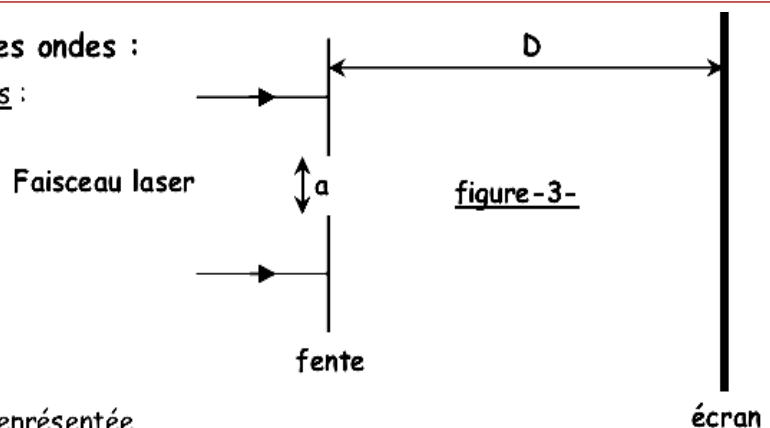 es ondes :
s :
D
Faisceau laser
a
figure-3-
fente
eprésentée
écran